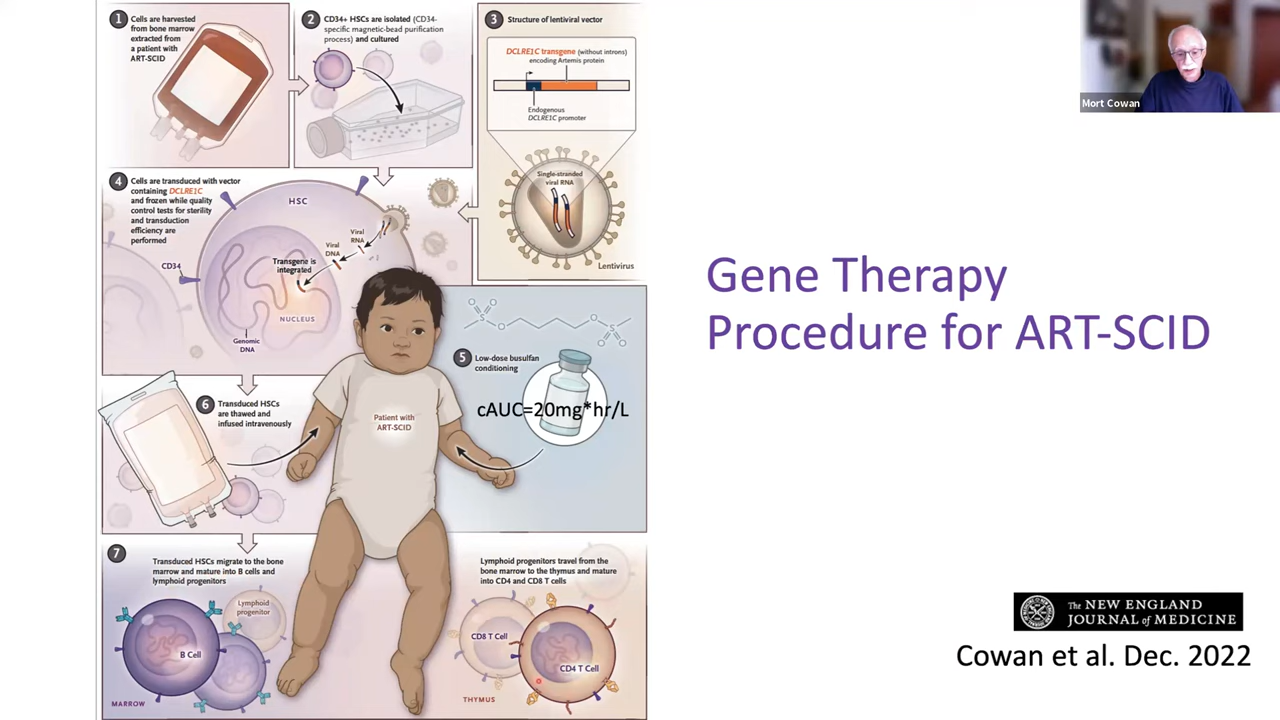 1
Cells are harvested
from bone marrow
extracted from
a patient with
ART-SCID
2
CD34+ HSCs are isolated (CD34-
specific magnetic-bead purification
process) and cultured
3
Structure of lentiviral vector
DCLRE1C transgene (without introns)
encoding Artemis protein
Endogenous
DCLRE1C promoter
Single-stranded
viral RNA
Lentivirus
4
Cells are transduced with vector
containing DCLRE1C
and frozen while quality
control tests for sterility
and transduction
efficiency are
performed
HSC
CD34
Viral
RNA
Viral
DNA
Transgene is
integrated
NUCLEUS
Genomic
DNA
5
Low-dose busulfan
conditioning
O
O
S
O
O
S
O
O
cAUC=20mg*hr/L
6
Transduced HSCs
are thawed and
infused intravenously
Patient with
ART-SCID
7
Transduced HSCs migrate to the bone
marrow and mature into B cells and
lymphoid progenitors
Lymphoid
progenitor
B Cell
MARROW
Lymphoid progenitors travel from the
bone marrow to the thymus and mature
into CD4 and CD8 T cells
CD8 T Cell
CD4 T Cell
THYMUS
Mort Cowan
Gene Therapy
Procedure for ART-SCID
The NEW ENGLAND
JOURNAL of MEDICINE
Cowan et al. Dec. 2022